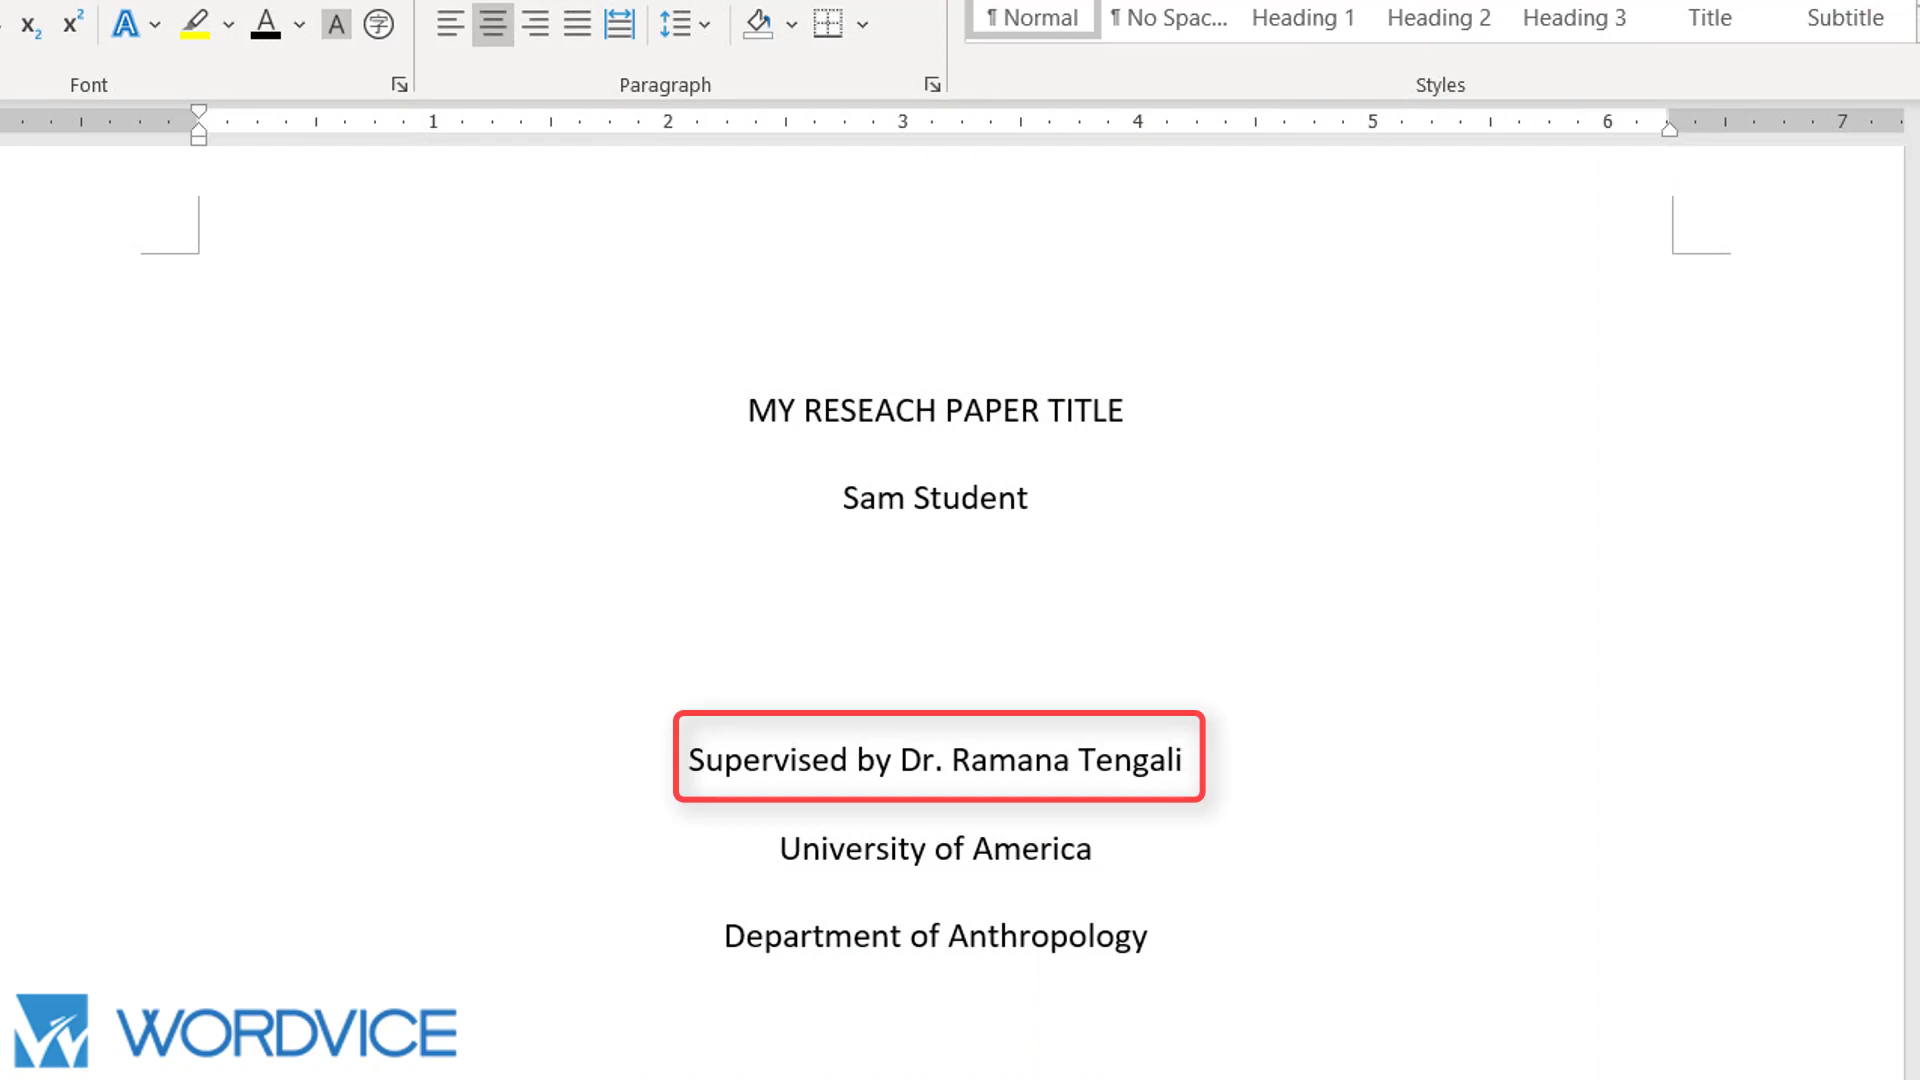 x₂ x² A A A 字
¶ Normal ¶ No Spac... Heading 1 Heading 2 Heading 3 Title Subtitle
Font Paragraph Styles
1 2 3 4 5 6 7
MY RESEACH PAPER TITLE
Sam Student
Supervised by Dr. Ramana Tengali
University of America
Department of Anthropology
WORDVICE